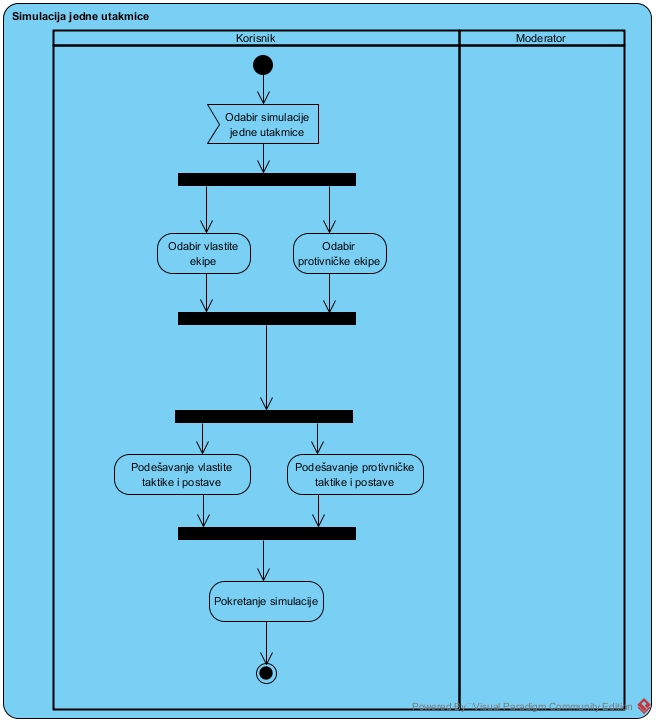 Simulacija jedne utakmice
Korisnik
Moderator
Odabir simulacije
jedne utakmice
Odabir vlastite
ekipe
Odabir
protivničke ekipe
Podešavanje vlastite
taktike i postave
Podešavanje protivničke
taktike i postave
Pokretanje simulacije
Powered By Visual Paradigm Community Edition